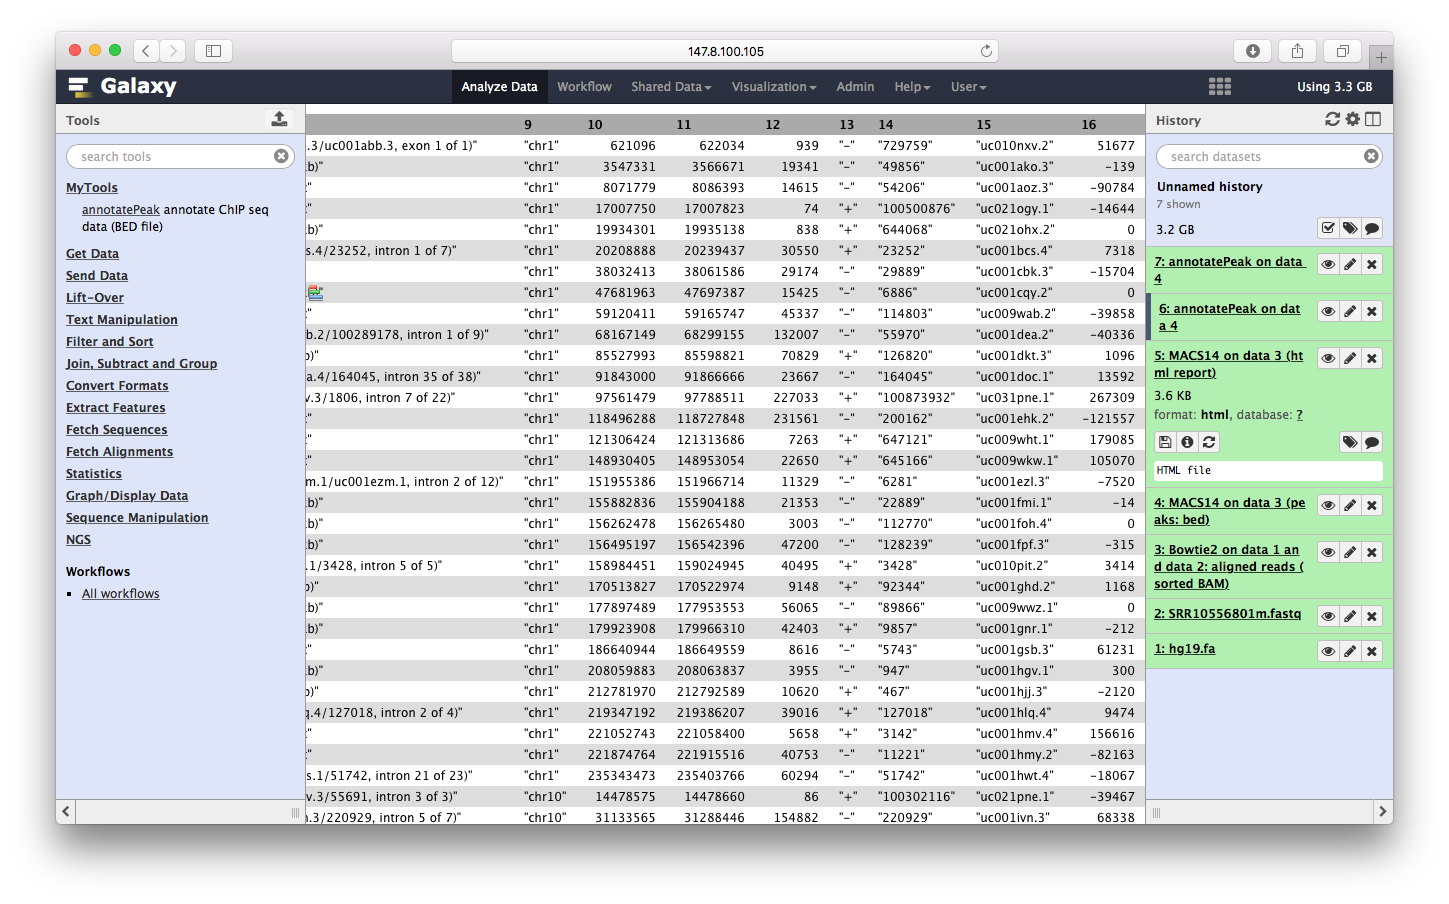 147.8.100.105
Galaxy
Analyze Data Workflow Shared Data Visualization Admin Help User Using 3.3 GB
Tools
search tools
MyTools
annotatePeak annotate ChIP seq
data (BED file)
Get Data
Send Data
Lift-Over
Text Manipulation
Filter and Sort
Join, Subtract and Group
Convert Formats
Extract Features
Fetch Sequences
Fetch Alignments
Statistics
Graph/Display Data
Sequence Manipulation
NGS
Workflows
All workflows
9 10 11 12 13 14 15 16
.3/uc001abb.3, exon 1 of 1)" "chr1" 621096 622034 939 "-" "729759" "uc010nxv.2" 51677
b)" "chr1" 3547331 3566671 19341 "-" "49856" "uc001ako.3" -139
" "chr1" 8071779 8086393 14615 "-" "54206" "uc001aoz.3" -90784
" "chr1" 17007750 17007823 74 "+" "100500876" "uc021ogy.1" -14644
b)" "chr1" 19934301 19935138 838 "+" "644068" "uc021ohx.2" 0
s.4/23252, intron 1 of 7)" "chr1" 20208888 20239437 30550 "+" "23252" "uc001bcs.4" 7318
"chr1" 38032413 38061586 29174 "-" "29889" "uc001cbk.3" -15704
" "chr1" 47681963 47697387 15425 "-" "6886" "uc001cqy.2" 0
" "chr1" 59120411 59165747 45337 "-" "114803" "uc009wab.2" -39858
b.2/100289178, intron 1 of 9)" "chr1" 68167149 68299155 132007 "-" "55970" "uc001dea.2" -40336
)" "chr1" 85527993 85598821 70829 "+" "126820" "uc001dkt.3" 1096
a.4/164045, intron 35 of 38)" "chr1" 91843000 91866666 23667 "-" "164045" "uc001doc.1" 13592
v.3/1806, intron 7 of 22)" "chr1" 97561479 97788511 227033 "+" "100873932" "uc031pne.1" 267309
" "chr1" 118496288 118727848 231561 "-" "200162" "uc001ehk.2" -121557
" "chr1" 121306424 121313686 7263 "+" "647121" "uc009wht.1" 179085
" "chr1" 148930405 148953054 22650 "+" "645166" "uc009wkw.1" 105070
m.1/uc001ezm.1, intron 2 of 12)" "chr1" 151955386 151966714 11329 "-" "6281" "uc001ezl.3" -7520
b)" "chr1" 155882836 155904188 21353 "-" "22889" "uc001fmi.1" -14
b)" "chr1" 156262478 156265480 3003 "-" "112770" "uc001foh.4" 0
b)" "chr1" 156495197 156542396 47200 "-" "128239" "uc001fpf.3" -315
.1/3428, intron 5 of 5)" "chr1" 158984451 159024945 40495 "+" "3428" "uc010pit.2" 3414
b)" "chr1" 170513827 170522974 9148 "+" "92344" "uc001ghd.2" 1168
b)" "chr1" 177897489 177953553 56065 "-" "89866" "uc009wwz.1" 0
b)" "chr1" 179923908 179966310 42403 "+" "9857" "uc001gnr.1" -212
" "chr1" 186640944 186649559 8616 "-" "5743" "uc001gsb.3" 61231
b)" "chr1" 208059883 208063837 3955 "-" "947" "uc001hgv.1" 300
b)" "chr1" 212781970 212792589 10620 "+" "467" "uc001hjj.3" -2120
q.4/127018, intron 2 of 4)" "chr1" 219347192 219386207 39016 "+" "127018" "uc001hlq.4" 9474
" "chr1" 221052743 221058400 5658 "+" "3142" "uc001hmv.4" 156616
" "chr1" 221874764 221915516 40753 "-" "11221" "uc001hmy.2" -82163
s.1/51742, intron 21 of 23)" "chr1" 235343473 235403766 60294 "-" "51742" "uc001hwt.4" -18067
v.3/55691, intron 3 of 3)" "chr10" 14478575 14478660 86 "+" "100302116" "uc021pne.1" -39467
.3/220929, intron 5 of 7)" "chr10" 31133565 31288446 154882 "-" "220929" "uc001ivn.3" 68338
History
search datasets
Unnamed history
7 shown
3.2 GB
7: annotatePeak on data
4
6: annotatePeak on dat
a 4
5: MACS14 on data 3 (ht
ml report)
3.6 KB
format: html, database: ?
HTML file
4: MACS14 on data 3 (pe
aks: bed)
3: Bowtie2 on data 1 an
d data 2: aligned reads (
sorted BAM)
2: SRR10556801m.fastq
1: hg19.fa